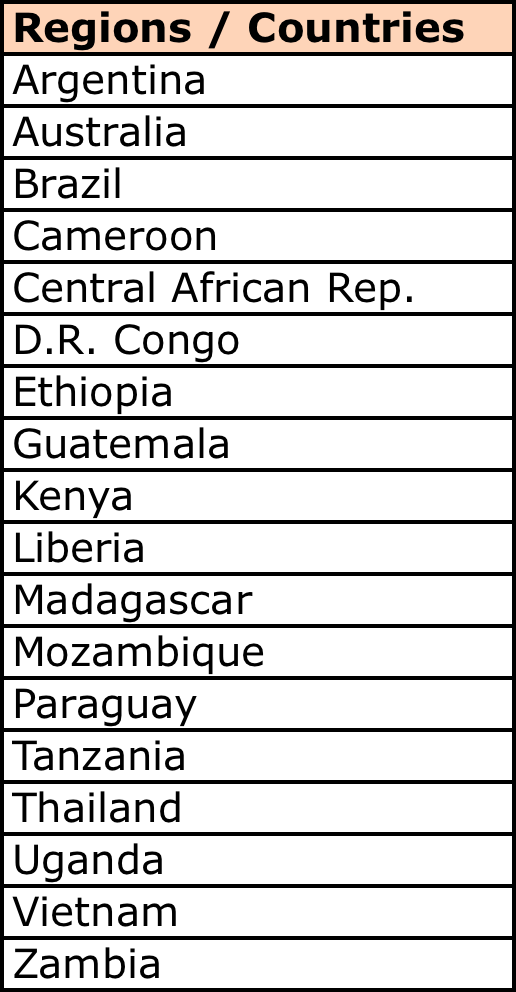 Regions / Countries
Argentina
Australia
Brazil
Cameroon
Central African Rep.
D.R. Congo
Ethiopia
Guatemala
Kenya
Liberia
Madagascar
Mozambique
Paraguay
Tanzania
Thailand
Uganda
Vietnam
Zambia